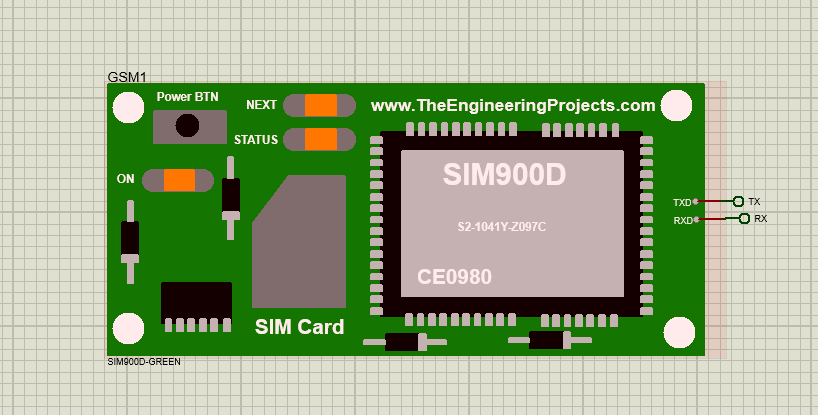 GSM1
Power BTN
NEXT
www.TheEngineeringProjects.com
STATUS
ON
SIM900D
S2-1041Y-Z097C
CE0980
TXD
TX
RXD
RX
SIM Card
SIM900D-GREEN